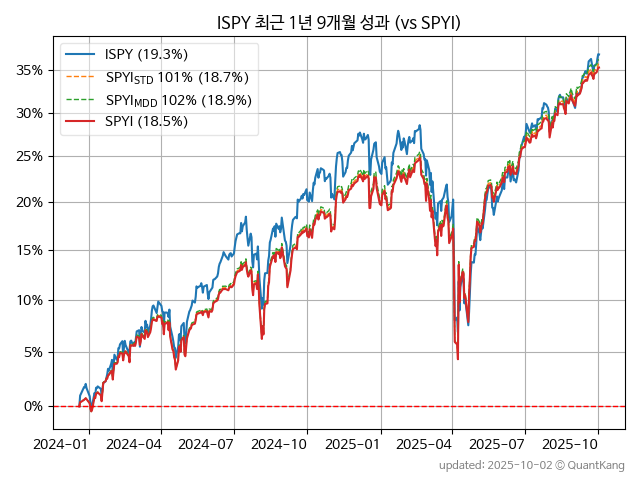 ISPY 최근 1년 9개월 성과 (vs SPYI)
ISPY (19.3%)
SPYI_STD 101% (18.7%)
SPYI_MDD 102% (18.9%)
SPYI (18.5%)
35%
30%
25%
20%
15%
10%
5%
0%
2024-01 2024-04 2024-07 2024-10 2025-01 2025-04 2025-07 2025-10
updated: 2025-10-02 © QuantKang